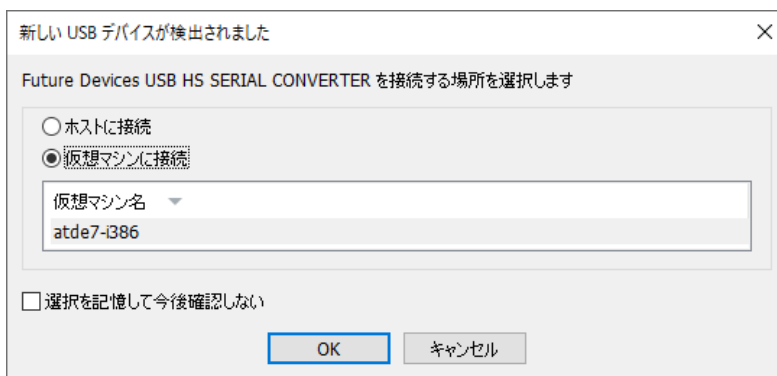 新しい USB デバイスが検出されました
Future Devices USB HS SERIAL CONVERTER を接続する場所を選択します
ホストに接続
仮想マシンに接続
仮想マシン名
atde7-i386
選択を記憶して今後確認しない
OK キャンセル